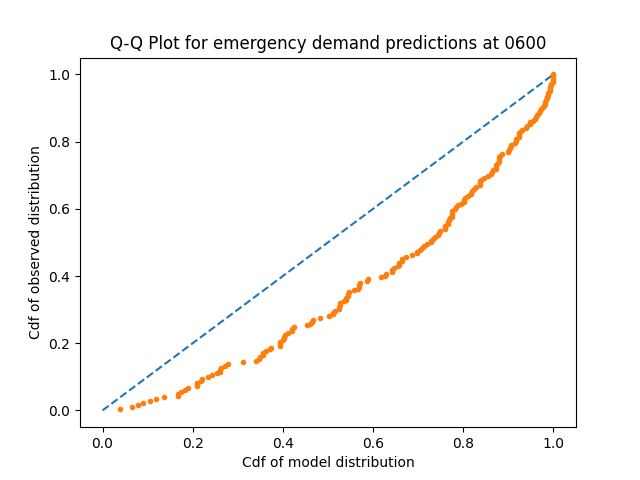 Q-Q Plot for emergency demand predictions at 0600
Cdf of observed distribution
1.0
0.8
0.6
0.4
0.2
0.0
0.0 0.2 0.4 0.6 0.8 1.0
Cdf of model distribution